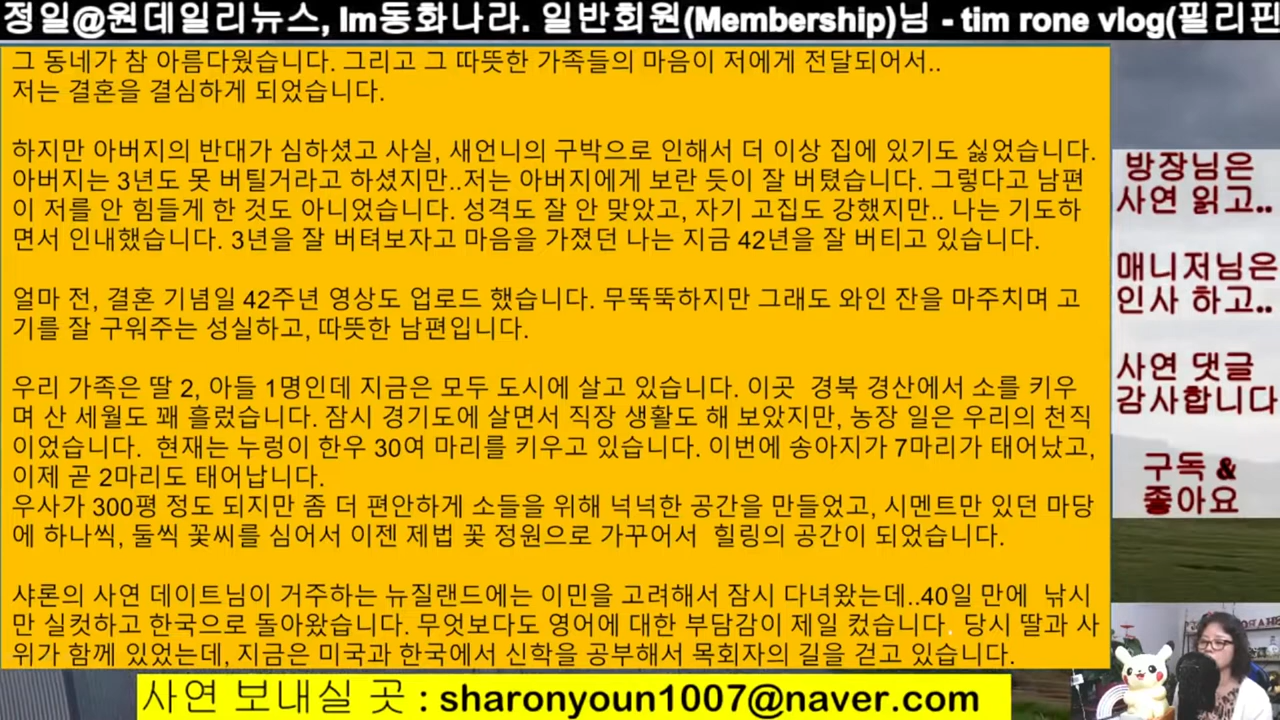 정일@원데일리뉴스, Im동화나라. 일반회원(Membership)님 - tim rone vlog(필리핀
그 동네가 참 아름다웠습니다. 그리고 그 따뜻한 가족들의 마음이 저에게 전달되어서..
저는 결혼을 결심하게 되었습니다.
하지만 아버지의 반대가 심하셨고 사실, 새언니의 구박으로 인해서 더 이상 집에 있기도 싫었습니다.
아버지는 3년도 못 버틸거라고 하셨지만..저는 아버지에게 보란 듯이 잘 버텼습니다. 그렇다고 남편
이 저를 안 힘들게 한 것도 아니었습니다. 성격도 잘 안 맞았고, 자기 고집도 강했지만.. 나는 기도하
면서 인내했습니다. 3년을 잘 버텨보자고 마음을 가졌던 나는 지금 42년을 잘 버티고 있습니다.
얼마 전, 결혼 기념일 42주년 영상도 업로드 했습니다. 무뚝뚝하지만 그래도 와인 잔을 마주치며 고
기를 잘 구워주는 성실하고, 따뜻한 남편입니다.
우리 가족은 딸 2, 아들 1명인데 지금은 모두 도시에 살고 있습니다. 이곳 경북 경산에서 소를 키우
며 산 세월도 꽤 흘렀습니다. 잠시 경기도에 살면서 직장 생활도 해 보았지만, 농장 일은 우리의 천직
이었습니다. 현재는 누렁이 한우 30여 마리를 키우고 있습니다. 이번에 송아지가 7마리가 태어났고,
이제 곧 2마리도 태어납니다.
우사가 300평 정도 되지만 좀 더 편안하게 소들을 위해 넉넉한 공간을 만들었고, 시멘트만 있던 마당
에 하나씩, 둘씩 꽃씨를 심어서 이젠 제법 꽃 정원으로 가꾸어서 힐링의 공간이 되었습니다.
샤론의 사연 데이트님이 거주하는 뉴질랜드에는 이민을 고려해서 잠시 다녀왔는데..40일 만에 낚시
만 실컷하고 한국으로 돌아왔습니다. 무엇보다도 영어에 대한 부담감이 제일 컸습니다. 당시 딸과 사
위가 함께 있었는데, 지금은 미국과 한국에서 신학을 공부해서 목회자의 길을 걷고 있습니다.
방장님은
사연 읽고..
매니저님은
인사 하고..
사연 댓글
감사합니다
구독 &
좋아요
사연 보내실 곳 : sharonyoun1007@naver.com